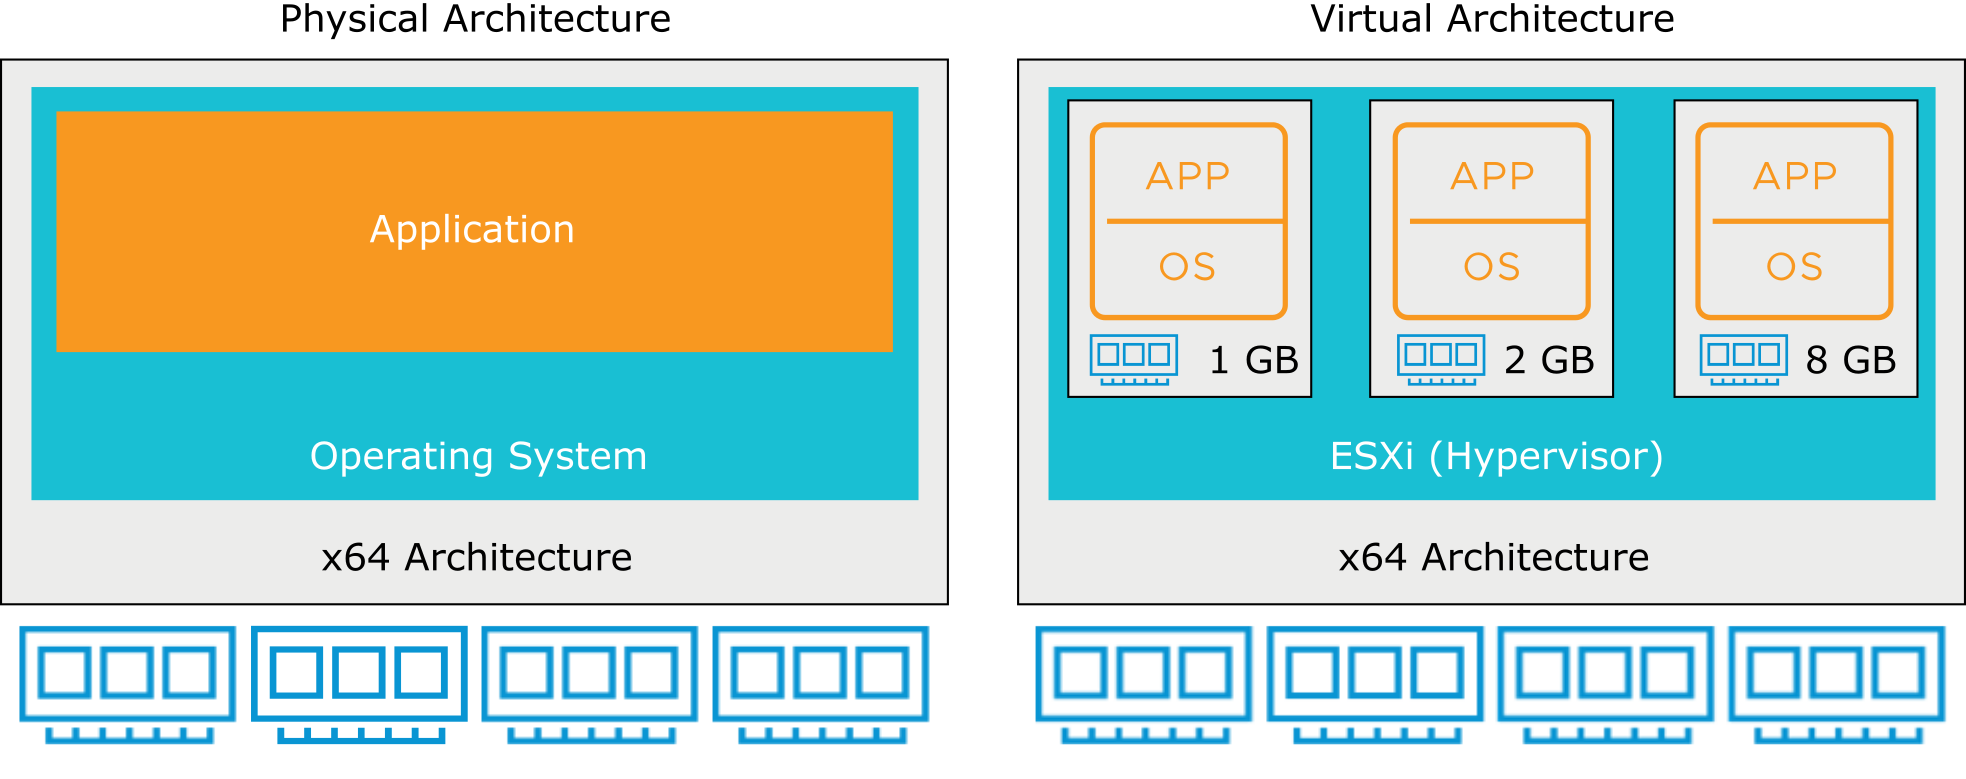 Physical Architecture
Application
Operating System
x64 Architecture
Virtual Architecture
APP
OS
1 GB
APP
OS
2 GB
APP
OS
8 GB
ESXi (Hypervisor)
x64 Architecture